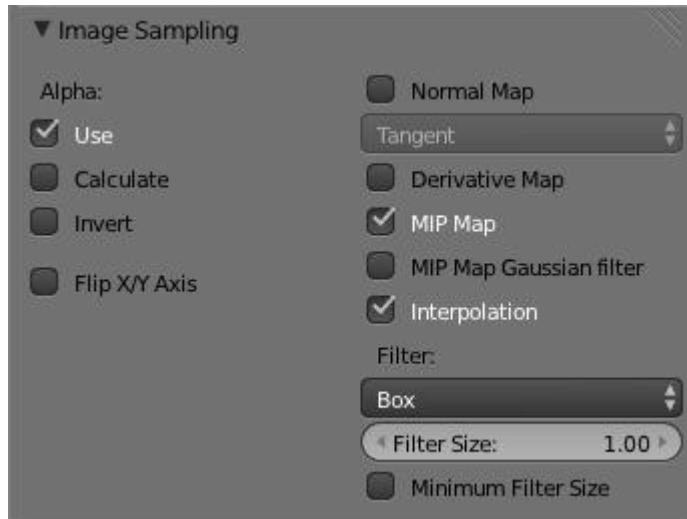 Image Sampling
Alpha:
Use
Calculate
Invert
Flip X/Y Axis
Normal Map
Tangent
Derivative Map
MIP Map
MIP Map Gaussian filter
Interpolation
Filter:
Box
Filter Size: 1.00
Minimum Filter Size